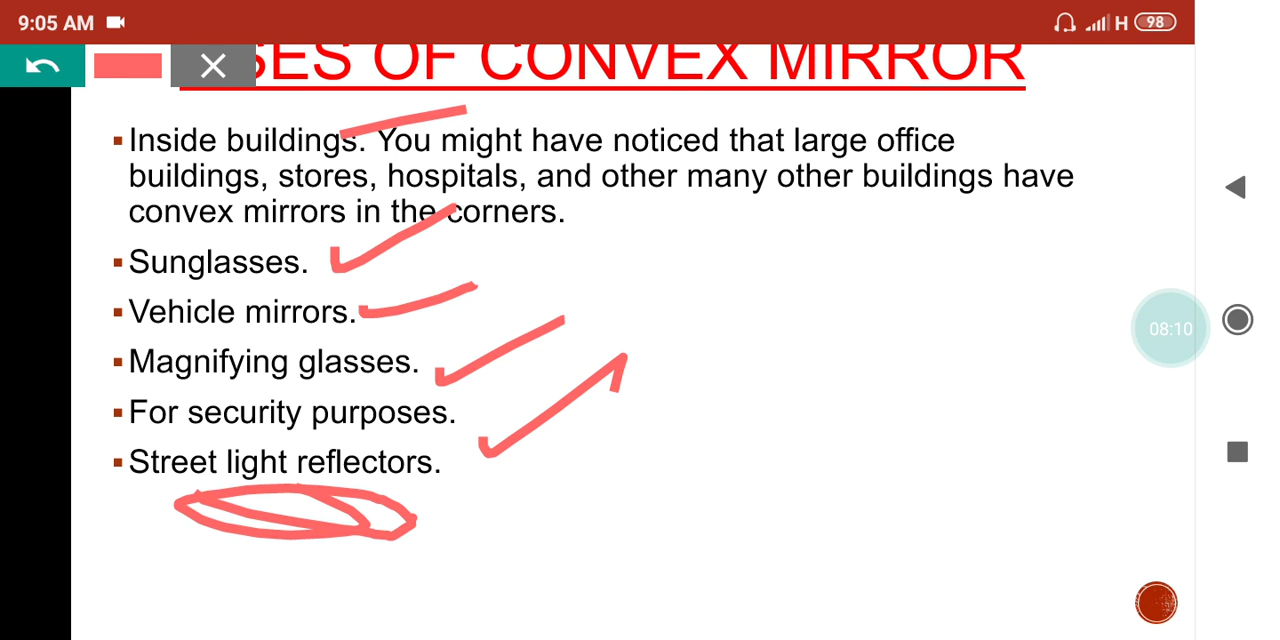 9:05 AM
H 98
SES OF CONVEX MIRROR
▪Inside buildings. You might have noticed that large office
buildings, stores, hospitals, and other many other buildings have
convex mirrors in the corners.
▪Sunglasses.
▪Vehicle mirrors.
▪Magnifying glasses.
▪For security purposes.
▪Street light reflectors.
08:10